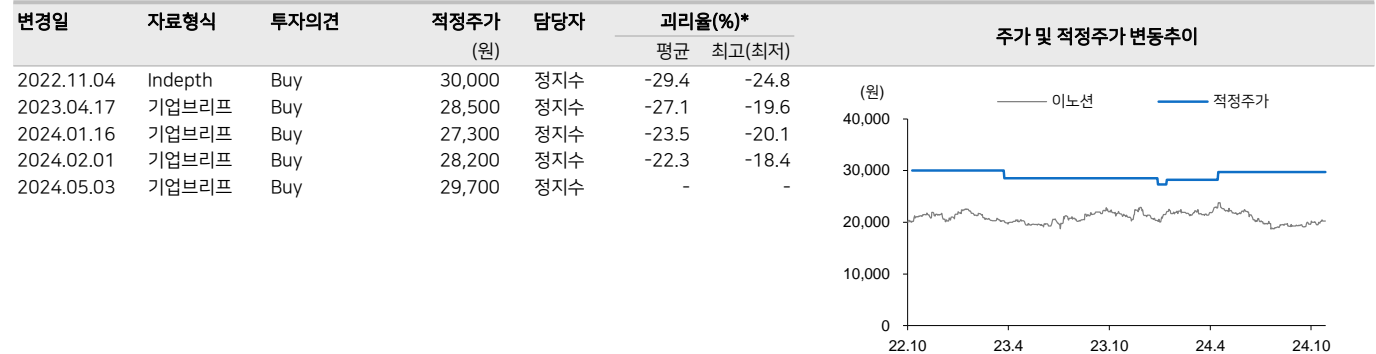 변경일 자료형식 투자의견 적정주가 담당자 괴리율(%)* 주가 및 적정주가 변동추이
(원) 평균 최고(최저)
2022.11.04 Indepth Buy 30,000 정지수 -29.4 -24.8
2023.04.17 기업브리프 Buy 28,500 정지수 -27.1 -19.6
2024.01.16 기업브리프 Buy 27,300 정지수 -23.5 -20.1
2024.02.01 기업브리프 Buy 28,200 정지수 -22.3 -18.4
2024.05.03 기업브리프 Buy 29,700 정지수 - -
(원) 이노션 적정주가
40,000
30,000
20,000
10,000
0
22.10 23.4 23.10 24.4 24.10